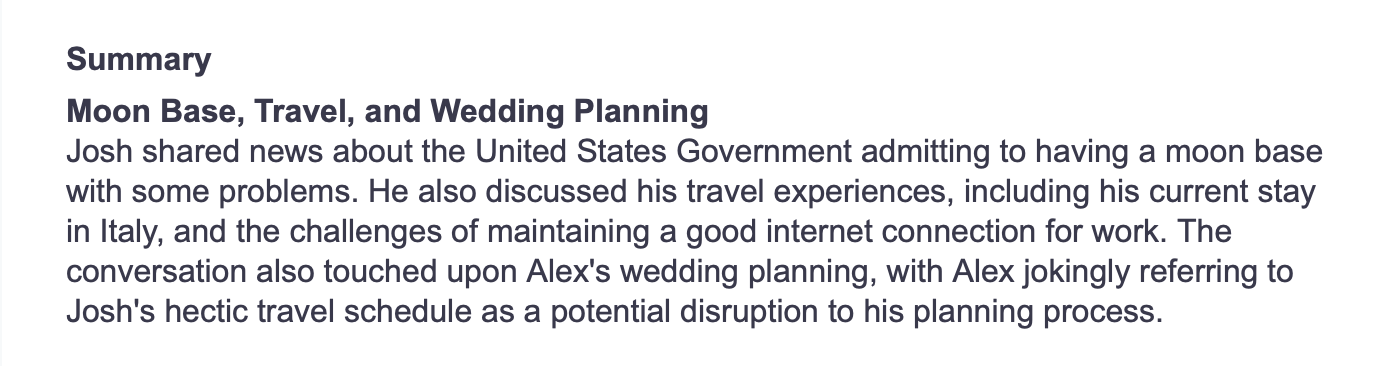 Summary
Moon Base, Travel, and Wedding Planning
Josh shared news about the United States Government admitting to having a moon base
with some problems. He also discussed his travel experiences, including his current stay
in Italy, and the challenges of maintaining a good internet connection for work. The
conversation also touched upon Alex's wedding planning, with Alex jokingly referring to
Josh's hectic travel schedule as a potential disruption to his planning process.